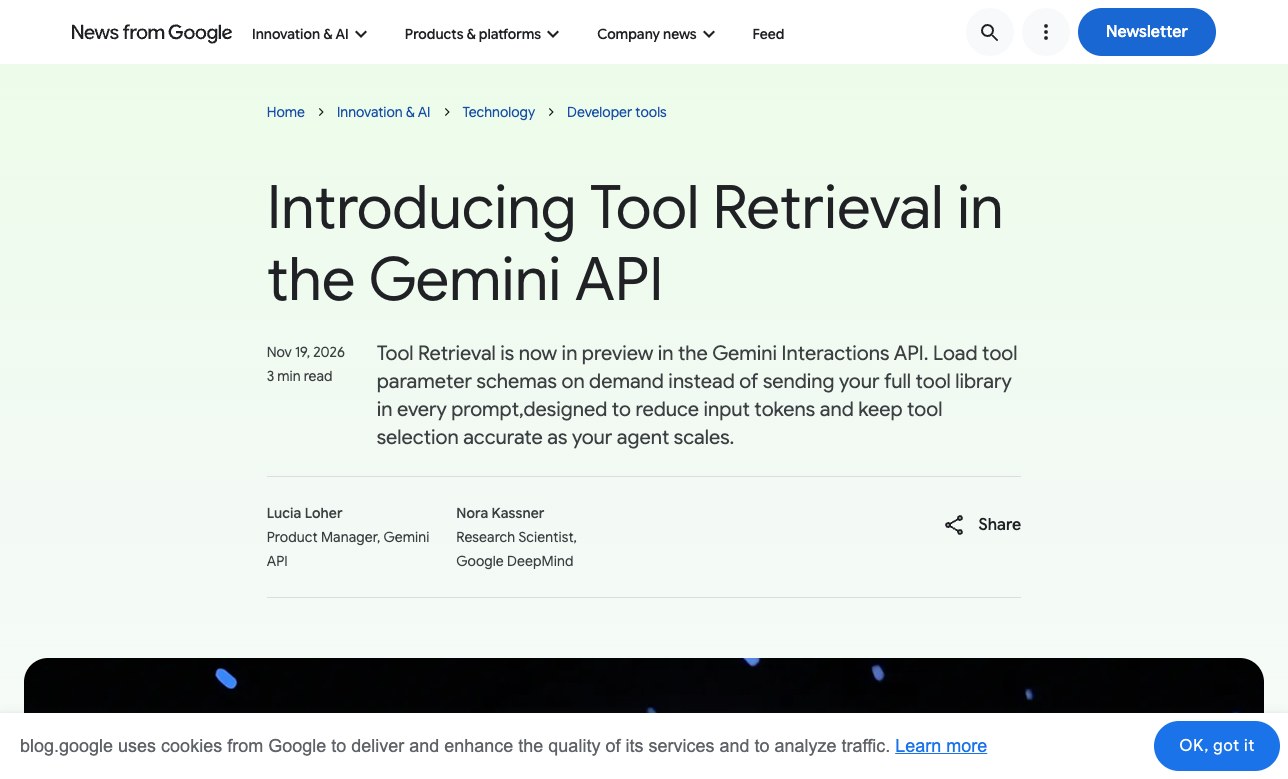 News from Google
Innovation & AI
Products & platforms
Company news
Feed
Newsletter
Home > Innovation & AI > Technology > Developer tools
Introducing Tool Retrieval in
the Gemini API
Nov 19, 2026
3 min read
Tool Retrieval is now in preview in the Gemini Interactions API. Load tool
parameter schemas on demand instead of sending your full tool library
in every prompt,designed to reduce input tokens and keep tool
selection accurate as your agent scales.
Lucia Loher
Product Manager, Gemini
API
Nora Kassner
Research Scientist,
Google DeepMind
Share
blog.google uses cookies from Google to deliver and enhance the quality of its services and to analyze traffic. Learn more
OK, got it